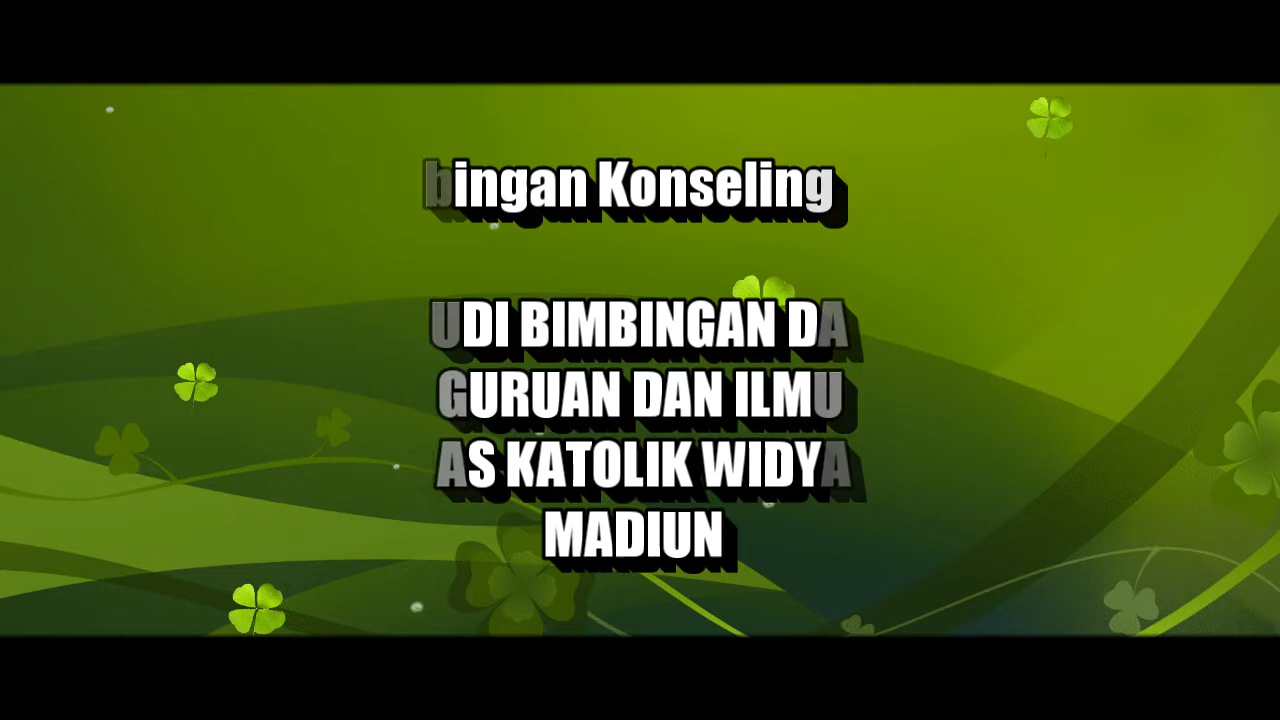 bingan Konseling
UDI BIMBINGAN DA
GURUAN DAN ILMU
AS KATOLIK WIDYA
MADIUN